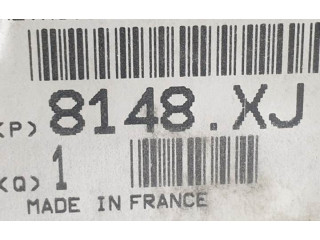 (P) 8148.XJ
(Q) 1
MADE IN FRANCE